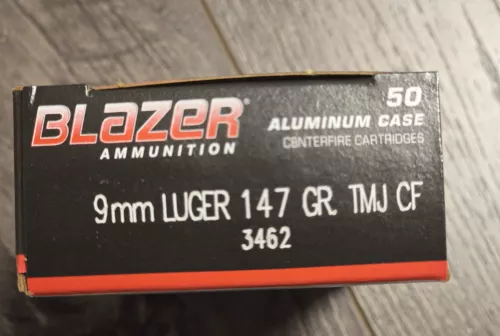 BLaZER®
AMMUNITION
50
ALUMINUM CASE
CENTERFIRE CARTRIDGES
9mm LUGER 147 GR. TMJ CF
3462